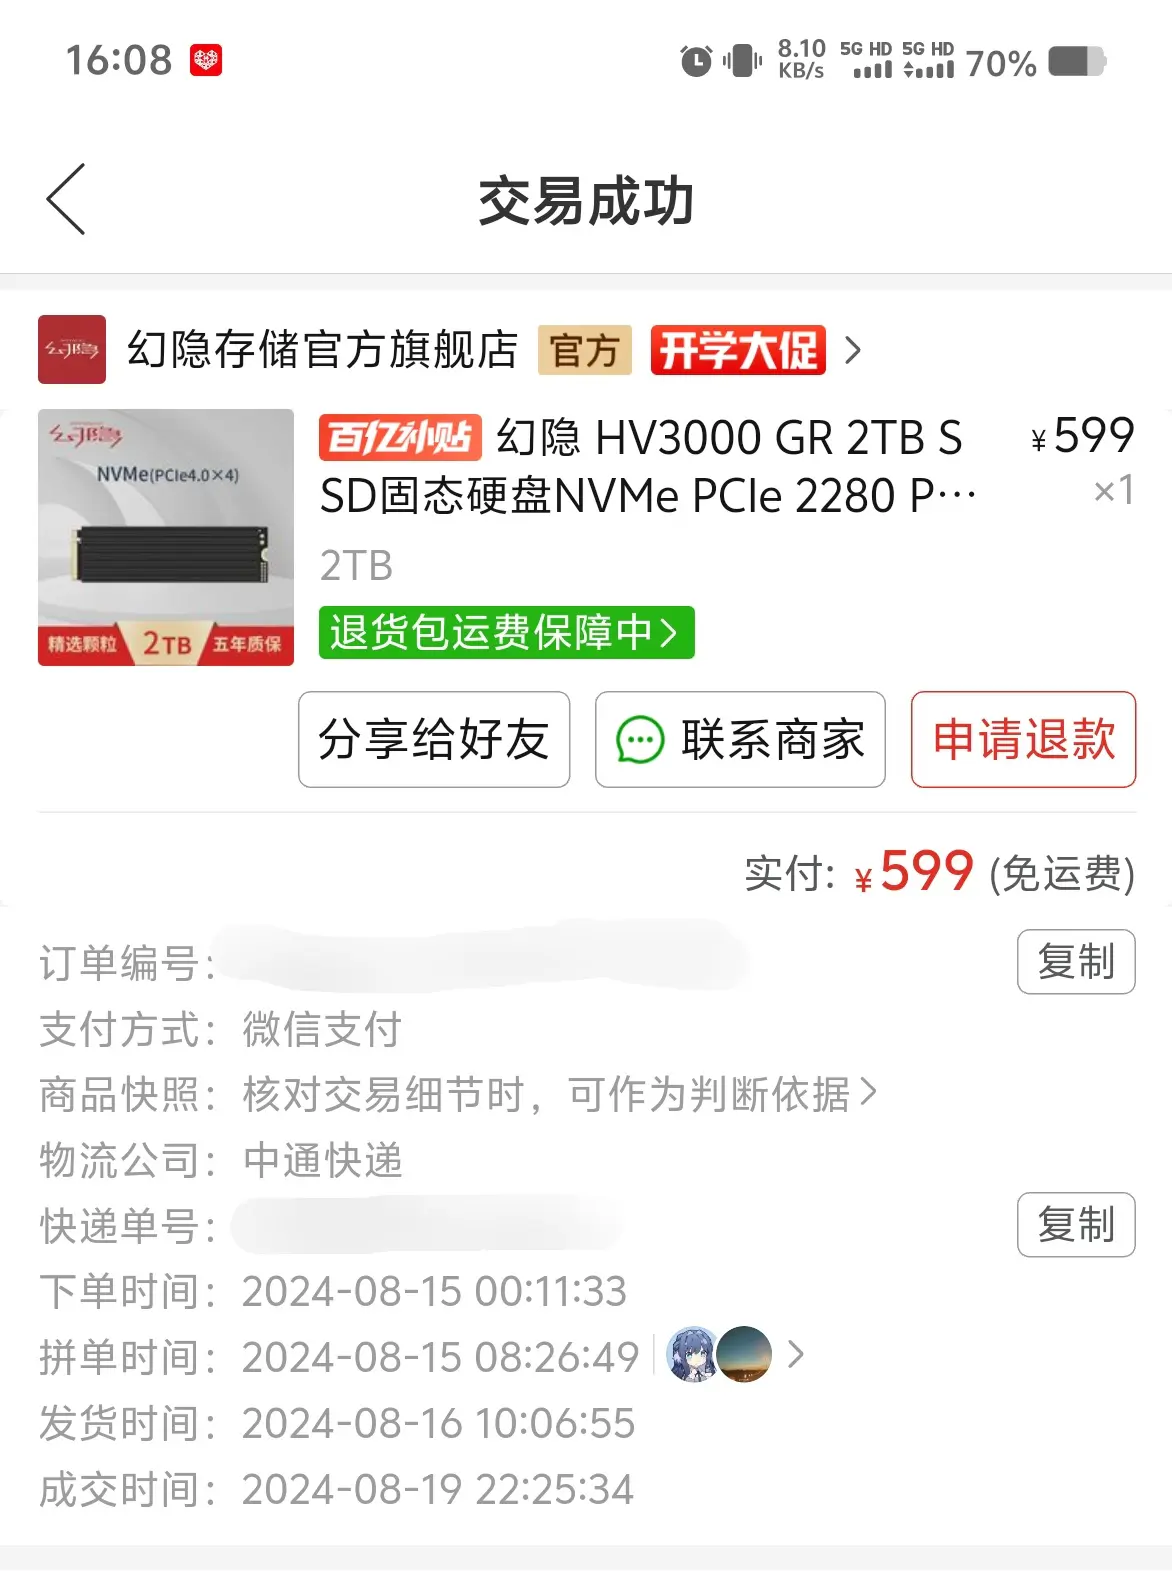 16:08
8.10 KB/s 5G HD 5G HD 70%
交易成功
幻隐 幻隐存储官方旗舰店 官方 开学大促
幻隐
NVMe(PCIe4.0×4)
精选颗粒 2TB 五年质保
百亿补贴 幻隐 HV3000 GR 2TB S ¥599
SD固态硬盘NVMe PCIe 2280 P… ×1
2TB
退货包运费保障中
分享给好友 联系商家 申请退款
实付: ¥599 (免运费)
订单编号: 复制
支付方式: 微信支付
商品快照: 核对交易细节时，可作为判断依据
物流公司: 中通快递
快递单号: 复制
下单时间: 2024-08-15 00:11:33
拼单时间: 2024-08-15 08:26:49
发货时间: 2024-08-16 10:06:55
成交时间: 2024-08-19 22:25:34